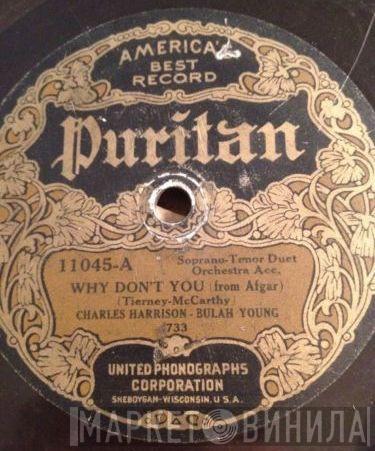 AMERICA'S
BEST
RECORD
Puritan
11045-A
Soprano-Tenor Duet
Orchestra Acc.
WHY DON'T YOU (from Afgar)
(Tierney-McCarthy)
CHARLES HARRISON - BULAH YOUNG
733
UNITED PHONOGRAPHS
CORPORATION
SHEBOYGAN-WISCONSIN, U.S.A.
МАРКЕТ ВИНИЛА